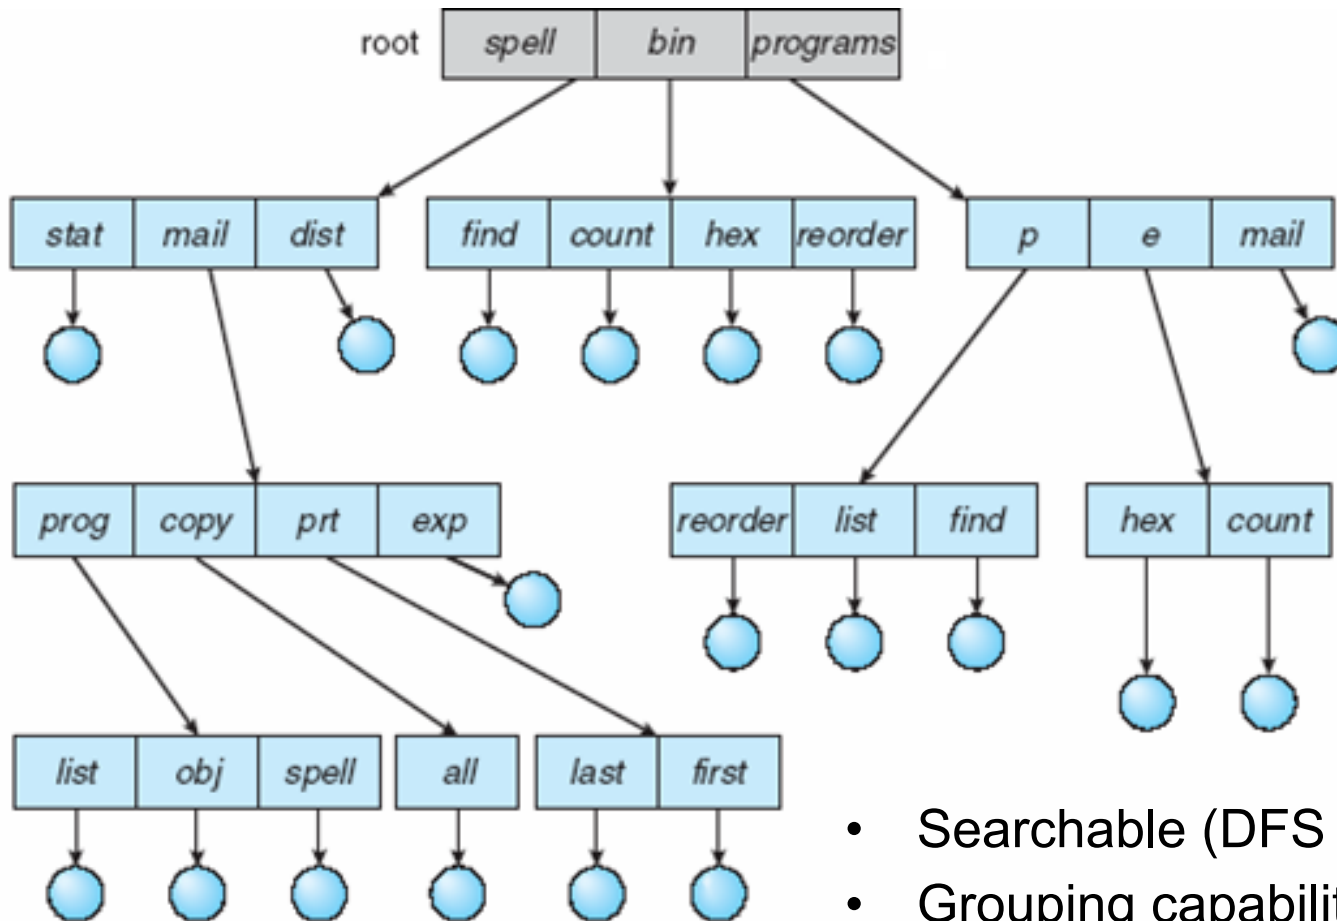 root spell bin programs
stat mail dist find count hex reorder p e mail
prog copy prt exp reorder list find hex count
list obj spell all last first
• Searchable (DFS
• Grouping capabilit